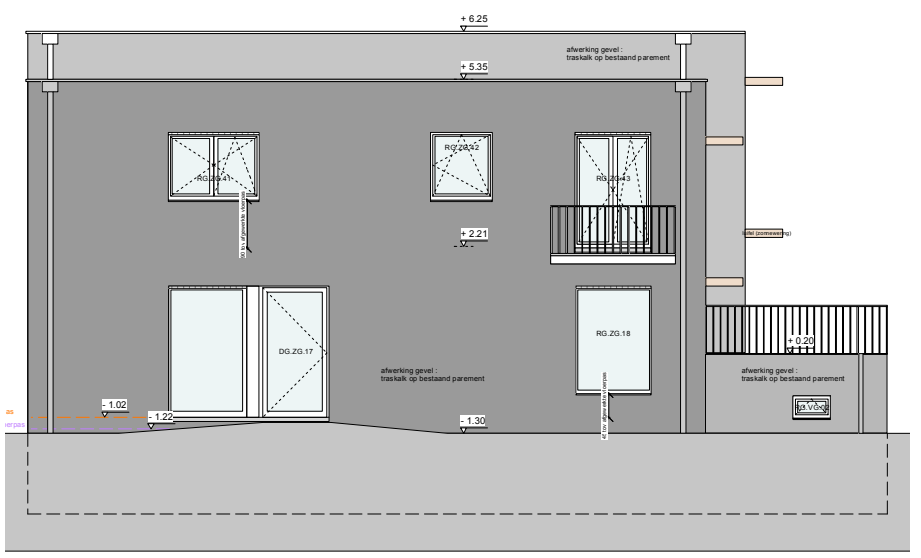 + 6.25
afwerking gevel :
traskalk op bestaand parement
+ 5.35
RG.ZG.41
RG.ZG.42
RG.ZG.43
+ 2.21
luifel (zonnewering)
DG.ZG.17
RG.ZG.18
+ 0.20
afwerking gevel :
traskalk op bestaand parement
afwerking gevel :
traskalk op bestaand parement
- 1.02
- 1.22
- 1.30